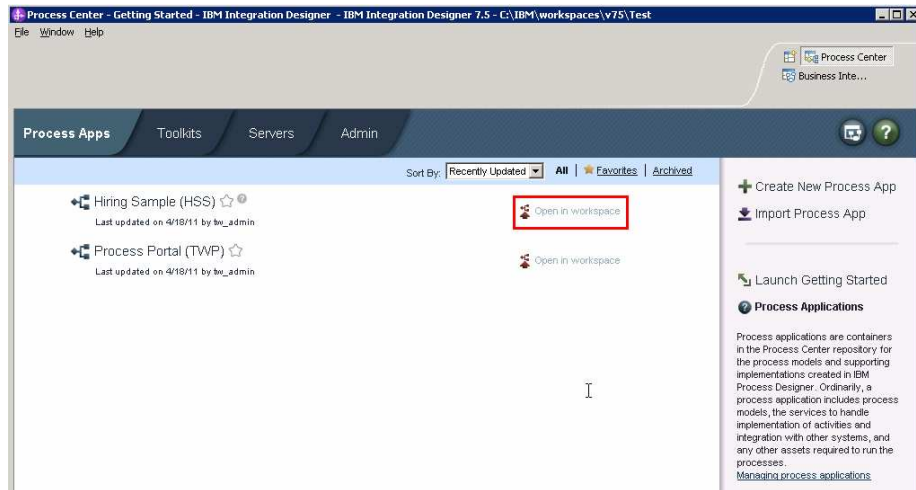 Process Center - Getting Started - IBM Integration Designer - IBM Integration Designer 7.5 - C:\IBM\workspaces\v75\Test
File Window Help
Process Center
Business Inte...
Process Apps Toolkits Servers Admin
Sort By: Recently Updated All | Favorites | Archived
Hiring Sample (HSS)
Open in workspace
Last updated on 4/18/11 by tw_admin
Process Portal (TWP)
Open in workspace
Last updated on 4/18/11 by tw_admin
Create New Process App
Import Process App
Launch Getting Started
Process Applications
Process applications are containers
in the Process Center repository for
the process models and supporting
implementations created in IBM
Process Designer. Ordinarily, a
process application includes process
models, the services to handle
implementation of activities and
integration with other systems, and
any other assets required to run the
processes.
Managing process applications